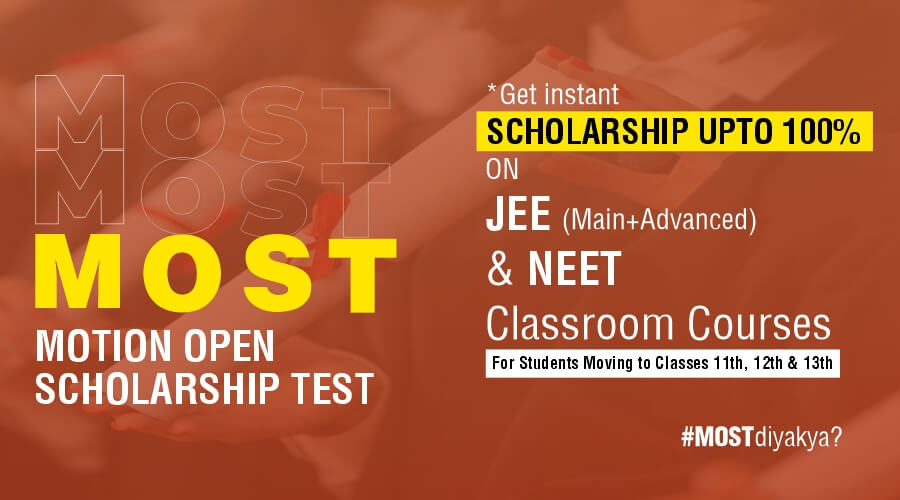 MOST
MOST
MOST
MOTION OPEN
SCHOLARSHIP TEST
*Get instant
SCHOLARSHIP UPTO 100%
ON
JEE (Main+Advanced)
& NEET
Classroom Courses
For Students Moving to Classes 11th, 12th & 13th
#MOSTdiyakya?